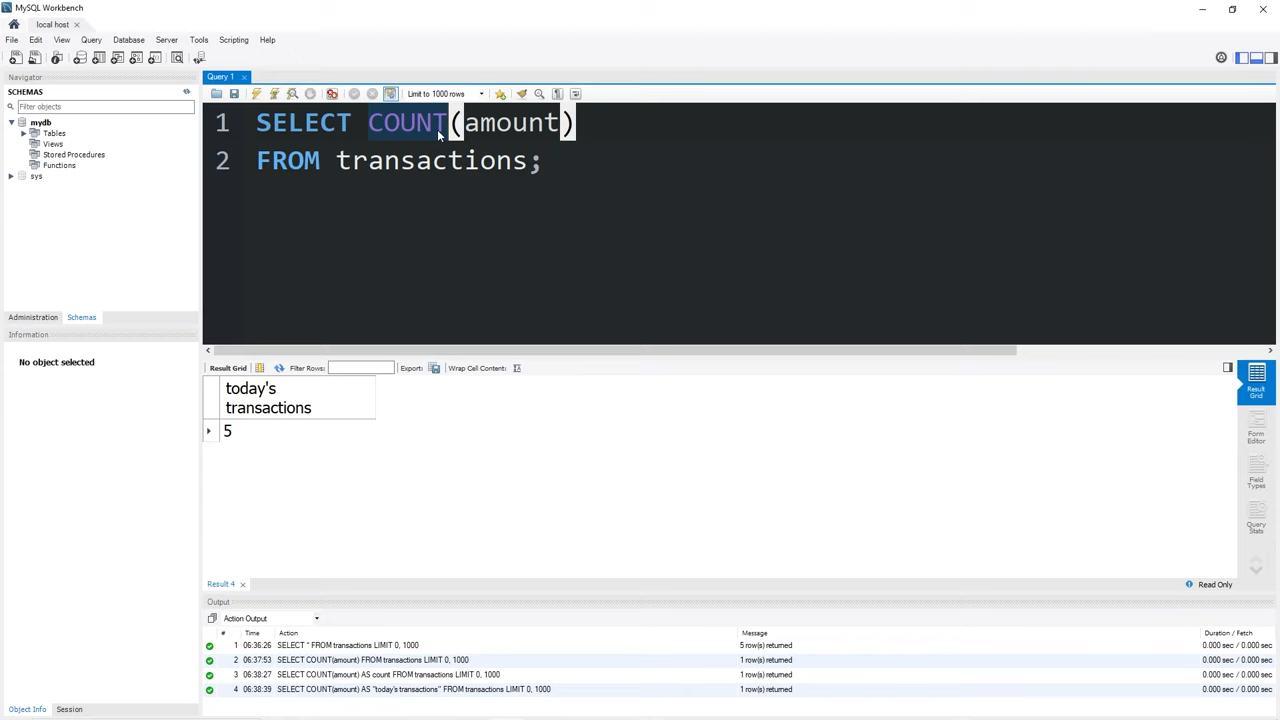 MySQL Workbench
local host
File Edit View Query Database Server Tools Scripting Help
Navigator
SCHEMAS
Filter objects
mydb
Tables
Views
Stored Procedures
Functions
sys
Administration Schemas
Information
No object selected
Query 1
Limit to 1000 rows
1 SELECT COUNT(amount)
2 FROM transactions;
Result Grid Filter Rows: Export: Wrap Cell Content:
today's
transactions
5
Result Grid
Form Editor
Field Types
Query Stats
Result 4
Read Only
Output
Action Output
# Time Action Message Duration / Fetch
1 06:36:26 SELECT * FROM transactions LIMIT 0, 1000 5 row(s) returned 0.000 sec / 0.000 sec
2 06:37:53 SELECT COUNT(amount) FROM transactions LIMIT 0, 1000 1 row(s) returned 0.000 sec / 0.000 sec
3 06:38:27 SELECT COUNT(amount) AS count FROM transactions LIMIT 0, 1000 1 row(s) returned 0.000 sec / 0.000 sec
4 06:38:39 SELECT COUNT(amount) AS "today's transactions" FROM transactions LIMIT 0, 1000 1 row(s) returned 0.000 sec / 0.000 sec
Object Info Session